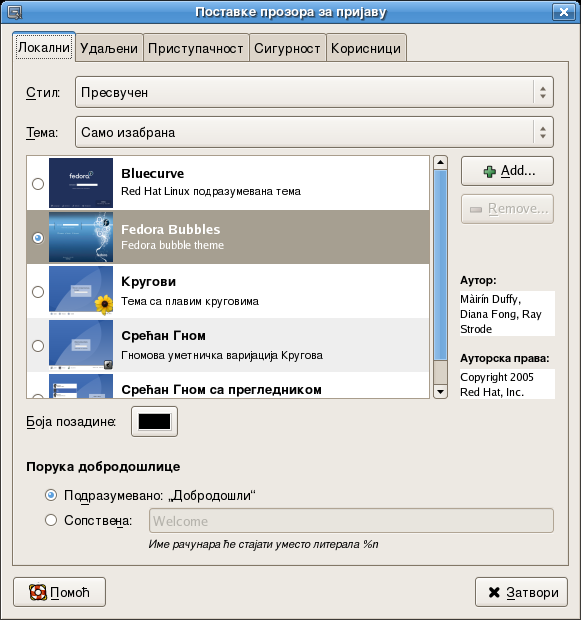 Поставке прозора за пријаву
Локални Удаљени Приступачност Сигурност Корисници
Стил: Пресвучен
Тема: Само изабрана
fedora
Bluecurve
Red Hat Linux подразумевана тема
Fedora Bubbles
Fedora bubble theme
Кругови
Тема са плавим круговима
Срећан Гном
Гномова уметничка варијација Кругова
Срећан Гном са прегледником
Add...
Remove...
Аутор:
Màirín Duffy,
Diana Fong, Ray
Strode
Ауторска права:
Copyright 2005
Red Hat, Inc.
Боја позадине:
Порука добродошлице
Подразумевано: „Добродошли“
Сопствена: Welcome
Име рачунара ће стајати уместо литерала %n
Помоћ
Затвори